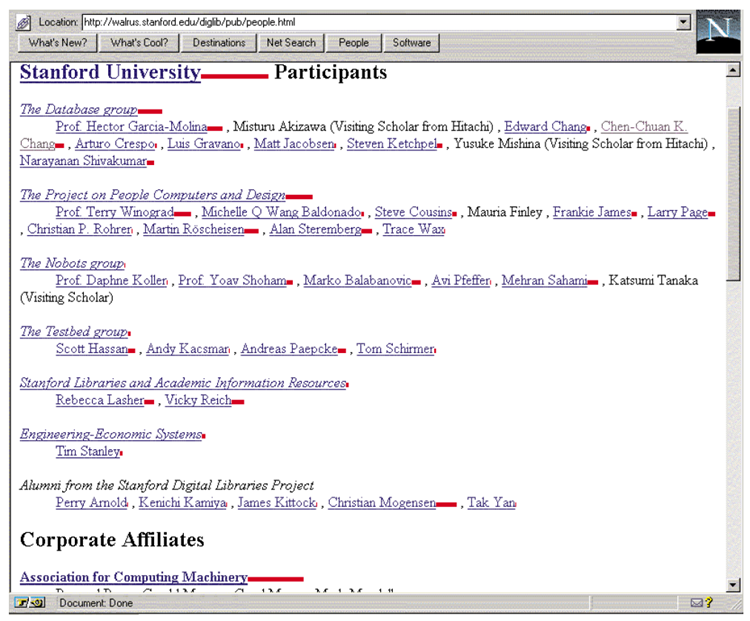 Location: http://walrus.stanford.edu/diglib/pub/people.html
N
What's New? What's Cool? Destinations Net Search People Software
Stanford University Participants
The Database group
Prof. Hector Garcia-Molina , Misturu Akizawa (Visiting Scholar from Hitachi) , Edward Chang , Chen-Chuan K.
Chang , Arturo Crespo , Luis Gravano , Matt Jacobsen , Steven Ketchpel , Yusuke Mishina (Visiting Scholar from Hitachi) ,
Narayanan Shivakumar
The Project on People Computers and Design
Prof. Terry Winograd , Michelle Q Wang Baldonado , Steve Cousins , Mauria Finley , Frankie James , Larry Page
, Christian P. Rohrer , Martin Röscheisen , Alan Steremberg , Trace Wax
The Nobots group
Prof. Daphne Koller , Prof. Yoav Shoham , Marko Balabanovic , Avi Pfeffer , Mehran Sahami , Katsumi Tanaka
(Visiting Scholar)
The Testbed group
Scott Hassan , Andy Kacsmar , Andreas Paepcke , Tom Schirmer
Stanford Libraries and Academic Information Resources
Rebecca Lasher , Vicky Reich
Engineering-Economic Systems
Tim Stanley
Alumni from the Stanford Digital Libraries Project
Perry Arnold , Kenichi Kamiya , James Kittock , Christian Mogensen , Tak Yan
Corporate Affiliates
Association for Computing Machinery
Document: Done